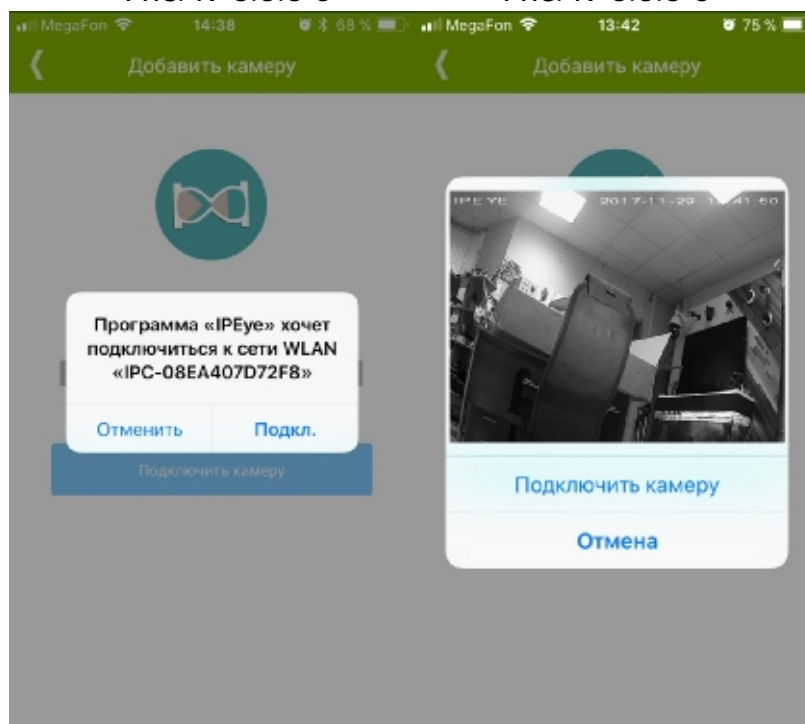 MegaFon 14:38 68 %
Добавить камеру
Программа «IPEye» хочет
подключиться к сети WLAN
«IPC-08EA407D72F8»
Отменить Подкл.
Подключить камеру
MegaFon 13:42 75 %
Добавить камеру
IPEYE 2017-11-29
Подключить камеру
Отмена